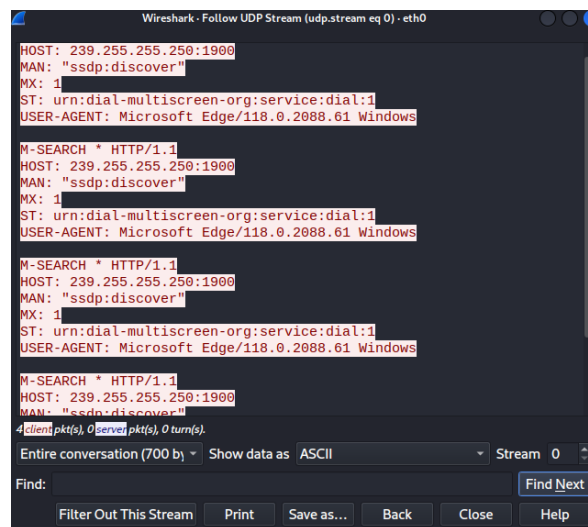 Wireshark · Follow UDP Stream (udp.stream eq 0) · eth0
HOST: 239.255.255.250:1900
MAN: "ssdp:discover"
MX: 1
ST: urn:dial-multiscreen-org:service:dial:1
USER-AGENT: Microsoft Edge/118.0.2088.61 Windows
M-SEARCH * HTTP/1.1
HOST: 239.255.255.250:1900
MAN: "ssdp:discover"
MX: 1
ST: urn:dial-multiscreen-org:service:dial:1
USER-AGENT: Microsoft Edge/118.0.2088.61 Windows
M-SEARCH * HTTP/1.1
HOST: 239.255.255.250:1900
MAN: "ssdp:discover"
MX: 1
ST: urn:dial-multiscreen-org:service:dial:1
USER-AGENT: Microsoft Edge/118.0.2088.61 Windows
M-SEARCH * HTTP/1.1
HOST: 239.255.255.250:1900
MAN: "ssdp:discover"
4 client pkt(s), 0 server pkt(s), 0 turn(s).
Entire conversation (700 by Show data as ASCII Stream 0
Find: Find Next
Filter Out This Stream Print Save as... Back Close Help